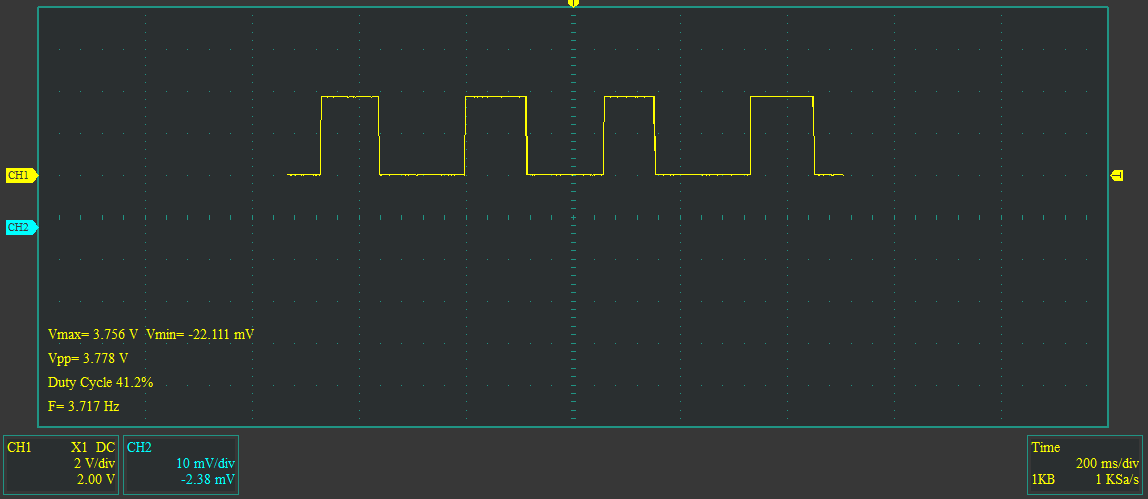 CH1
CH2
Vmax= 3.756 V Vmin= -22.111 mV
Vpp= 3.778 V
Duty Cycle 41.2%
F= 3.717 Hz
CH1 X1 DC
2 V/div
2.00 V
CH2
10 mV/div
-2.38 mV
Time
200 ms/div
1KB 1 KSa/s